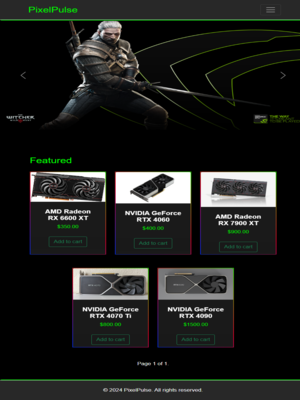 PixelPulse
WITCHER
Featured
AMD Radeon
RX 6600 XT
$350.00
Add to cart
NVIDIA GeForce
RTX 4060
$400.00
Add to cart
AMD Radeon
RX 7900 XT
$900.00
Add to cart
NVIDIA GeForce
RTX 4070 Ti
$800.00
Add to cart
NVIDIA GeForce
RTX 4090
$1500.00
Add to cart
Page 1 of 1.
© 2024 PixelPulse. All rights reserved.